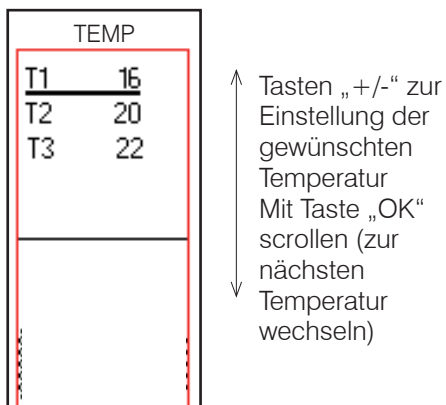 TEMP
T1 16
T2 20
T3 22
Tasten „+/-“ zur
Einstellung der
gewünschten
Temperatur
Mit Taste „OK“
scrollen (zur
nächsten
Temperatur
wechseln)